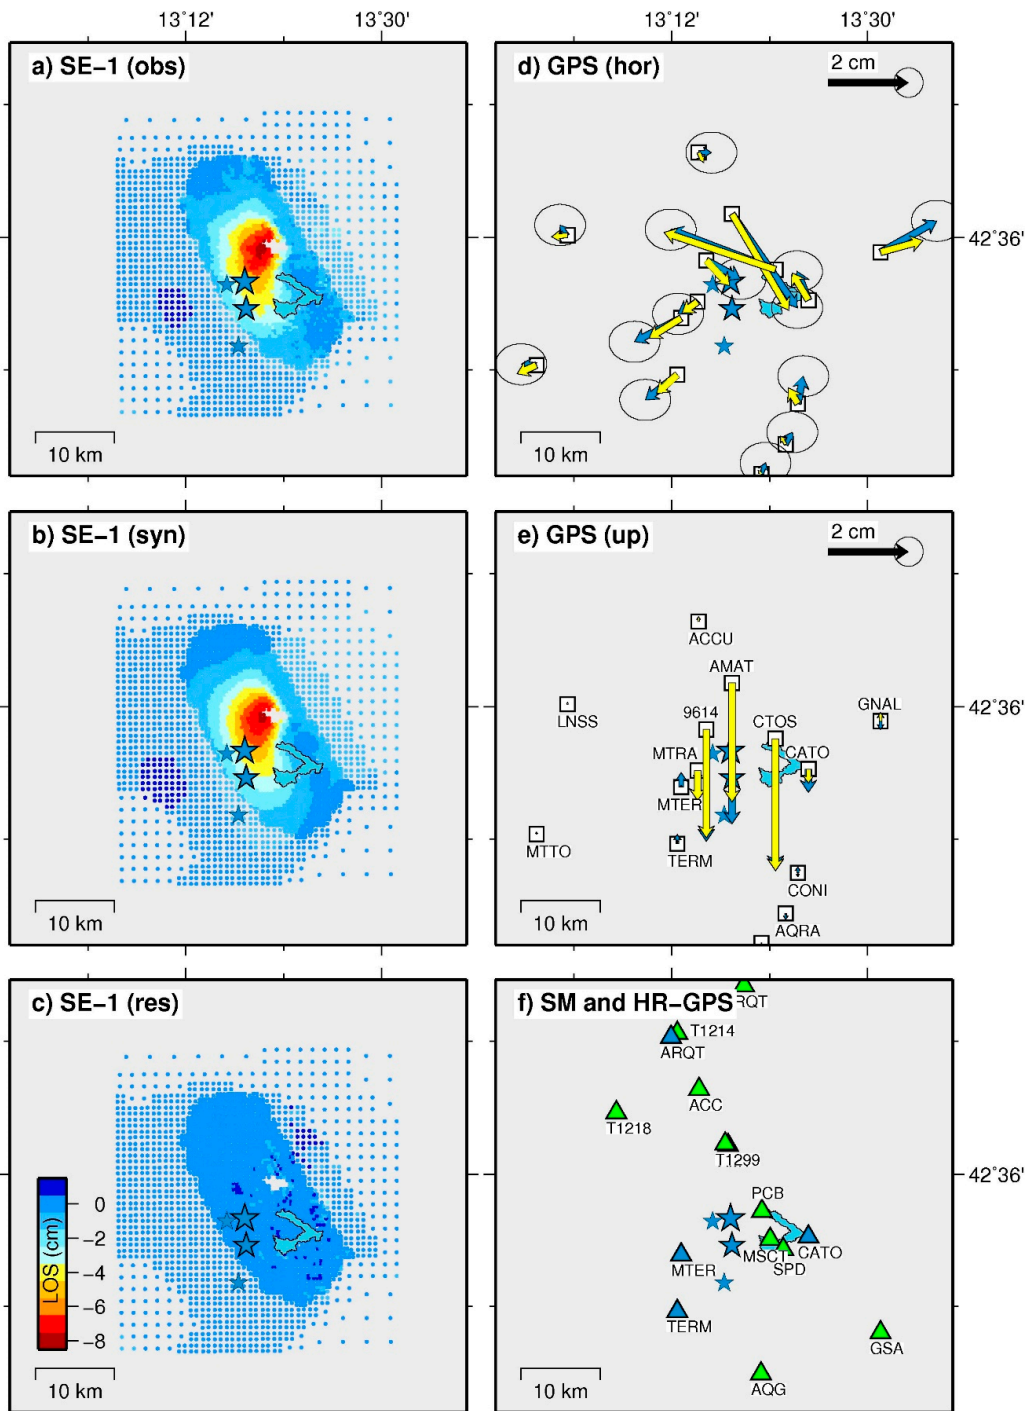 13°12' 13°30' 13°12' 13°30'
a) SE−1 (obs)
10 km
d) GPS (hor)
2 cm
42°36'
10 km
b) SE−1 (syn)
10 km
e) GPS (up)
2 cm
ACCU
AMAT
LNSS
9614
CTOS
GNAL
42°36'
MTRA
CATO
MTER
MTTO
TERM
CONI
AQRA
10 km
c) SE−1 (res)
LOS (cm)
0
−2
−4
−6
−8
10 km
f) SM and HR−GPS
RQT
T1214
ARQT
ACC
T1218
T1299
42°36'
PCB
MSCT
CATO
SPD
MTER
TERM
GSA
AQG
10 km